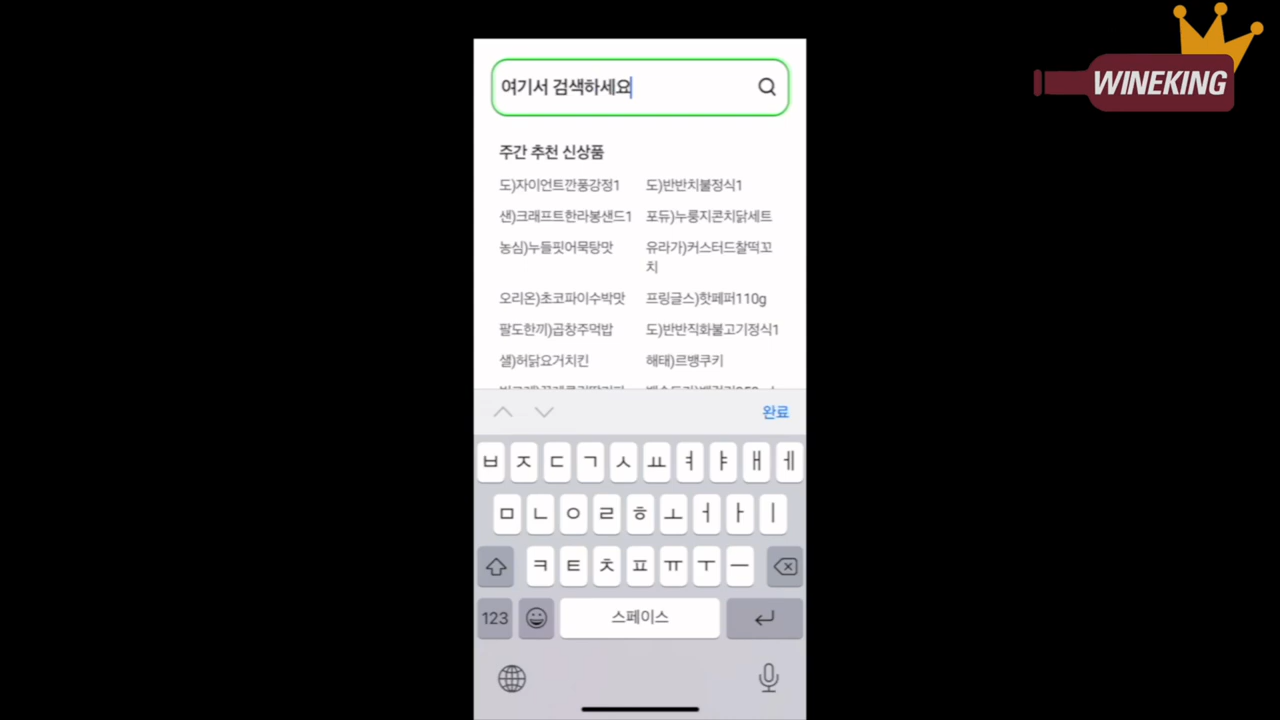 WINEKING
여기서 검색하세요
주간 추천 신상품
도)자이언트깐풍강정1 도)반반치불정식1
샌)크래프트한라봉샌드1 포듀)누룽지콘치닭세트
농심)누들핏어묵탕맛 유라가)커스터드찰떡꼬
치
오리온)초코파이수박맛 프링글스)핫페퍼110g
팔도한끼)곱창주먹밥 도)반반직화불고기정식1
샐)허닭요거치킨 해태)르뱅쿠키
완료
ㅂ ㅈ ㄷ ㄱ ㅅ ㅛ ㅕ ㅑ ㅐ ㅔ
ㅁ ㄴ ㅇ ㄹ ㅎ ㅗ ㅓ ㅏ ㅣ
ㅋ ㅌ ㅊ ㅍ ㅠ ㅜ ㅡ
123 스페이스